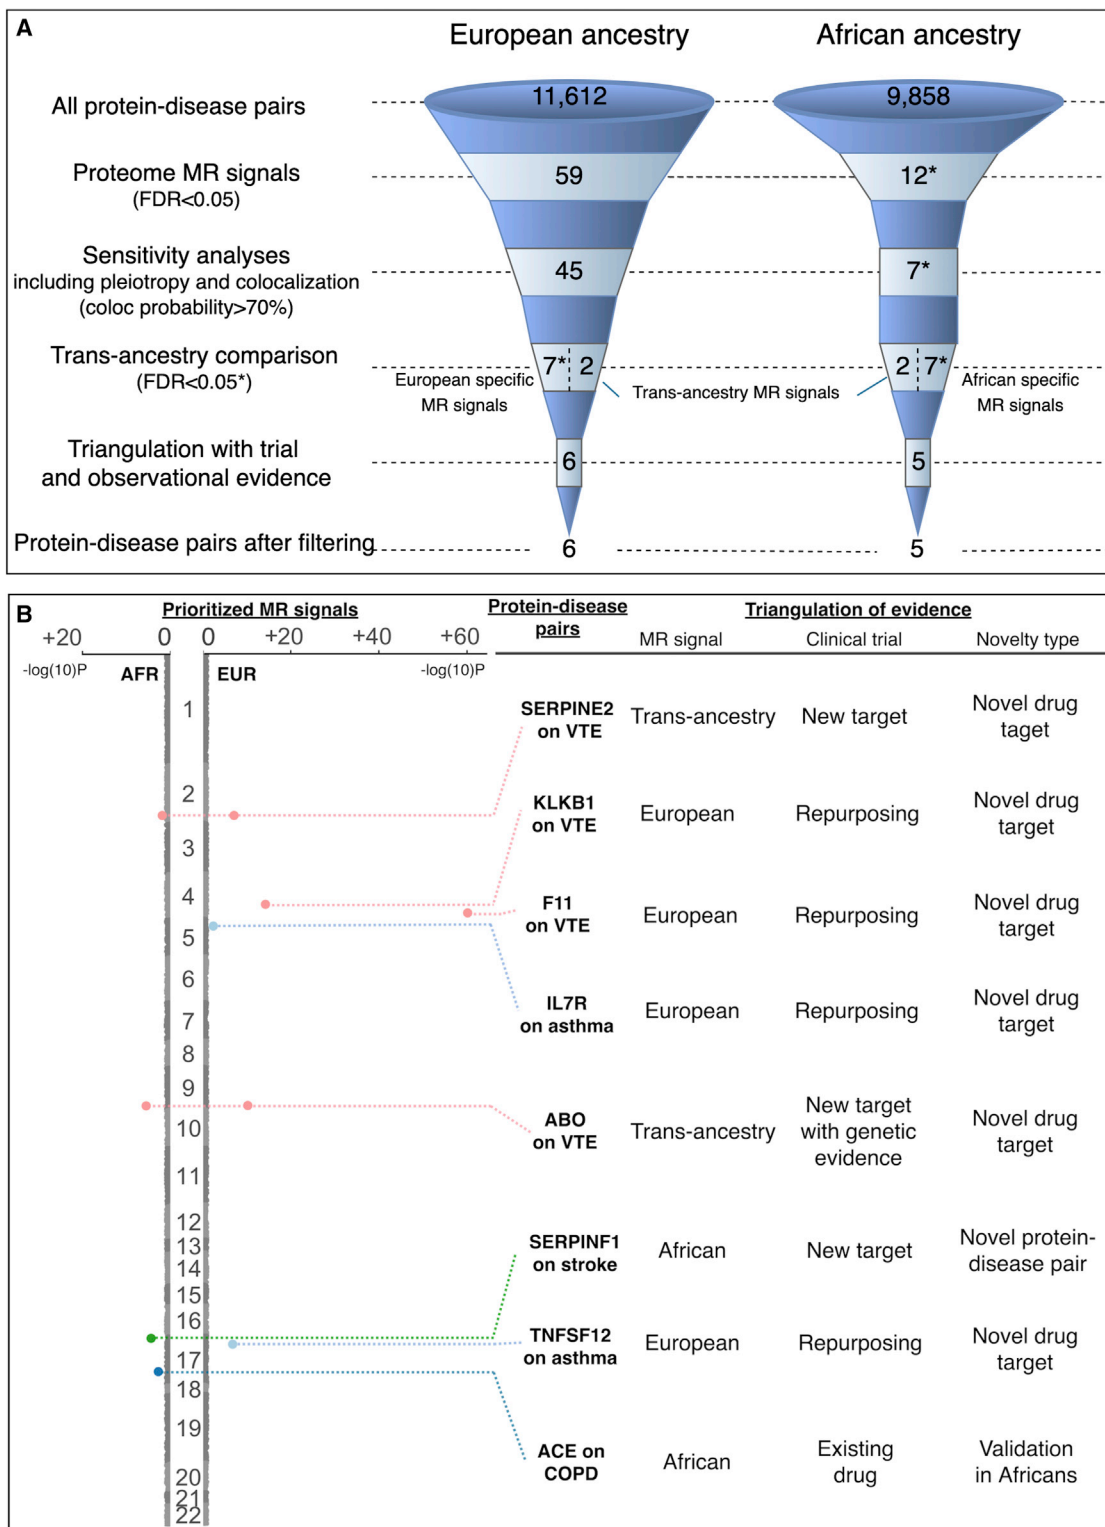 A
European ancestry
African ancestry
All protein-disease pairs
11,612
9,858
Proteome MR signals
(FDR<0.05)
59
12*
Sensitivity analyses
including pleiotropy and colocalization
(coloc probability>70%)
45
7*
Trans-ancestry comparison
(FDR<0.05*)
7* 2
2 7*
European specific
MR signals
Trans-ancestry MR signals
African specific
MR signals
Triangulation with trial
and observational evidence
6
5
Protein-disease pairs after filtering
6
5
B
Prioritized MR signals
Protein-disease
pairs
Triangulation of evidence
+20 0 0 +20 +40 +60
MR signal Clinical trial Novelty type
-log(10)P AFR EUR -log(10)P
1
2
3
4
5
6
7
8
9
10
11
12
13
14
15
16
17
18
19
20
21
22
SERPINE2
on VTE
Trans-ancestry
New target
Novel drug
taget
KLKB1
on VTE
European
Repurposing
Novel drug
target
F11
on VTE
European
Repurposing
Novel drug
target
IL7R
on asthma
European
Repurposing
Novel drug
target
ABO
on VTE
Trans-ancestry
New target
with genetic
evidence
Novel drug
target
SERPINF1
on stroke
African
New target
Novel protein-
disease pair
TNFSF12
on asthma
European
Repurposing
Novel drug
target
ACE on
COPD
African
Existing
drug
Validation
in Africans